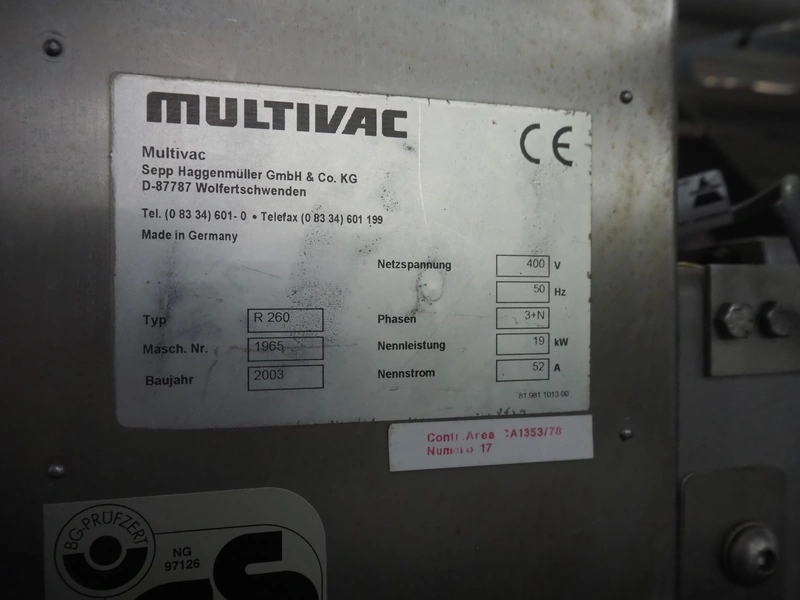 MULTIVAC
CE
Multivac
Sepp Haggenmüller GmbH & Co. KG
D-87787 Wolfertschwenden
Tel. (0 83 34) 601- 0 • Telefax (0 83 34) 601 199
Made in Germany
Netzspannung 400 V
50 Hz
Typ R 260 Phasen 3+N
Masch. Nr. 1965 Nennleistung 19 kW
Baujahr 2003 Nennstrom 52 A
81.981 1013 00
Contr.Area CA1353/78
Numero 17
BG-PRÜFZERT
NG
97126
GS